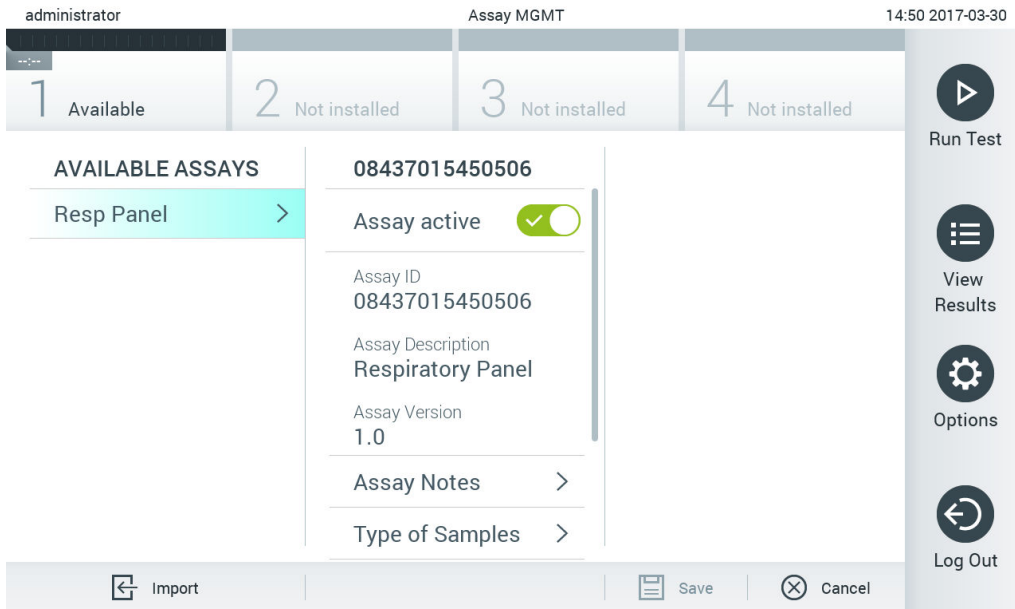 administrator
Assay MGMT
14:50 2017-03-30
--:--
1 Available
2 Not installed
3 Not installed
4 Not installed
Run Test
View
Results
Options
Log Out
AVAILABLE ASSAYS
Resp Panel
08437015450506
Assay active
Assay ID
08437015450506
Assay Description
Respiratory Panel
Assay Version
1.0
Assay Notes
Type of Samples
Import
Save
Cancel